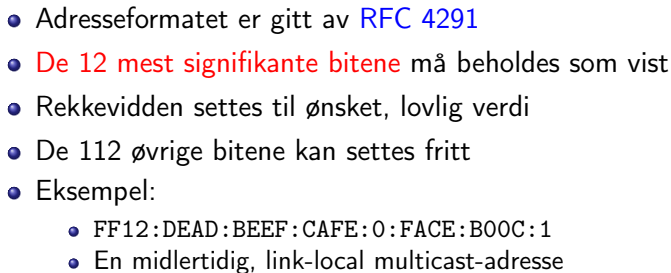 Adresseformatet er gitt av RFC 4291
De 12 mest signifikante bitene må beholdes som vist
Rekkevidden settes til ønsket, lovlig verdi
De 112 øvrige bitene kan settes fritt
Eksempel:
FF12:DEAD:BEEF:CAFE:0:FACE:B00C:1
En midlertidig, link-local multicast-adresse